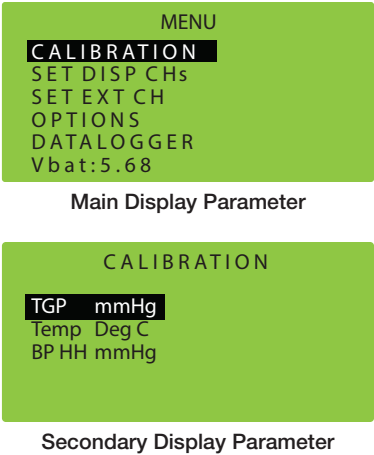 MENU
CALIBRATION
SET DISP CHs
SET EXT CH
OPTIONS
DATALOGGER
Vbat:5.68
Main Display Parameter
CALIBRATION
TGP mmHg
Temp Deg C
BP HH mmHg
Secondary Display Parameter